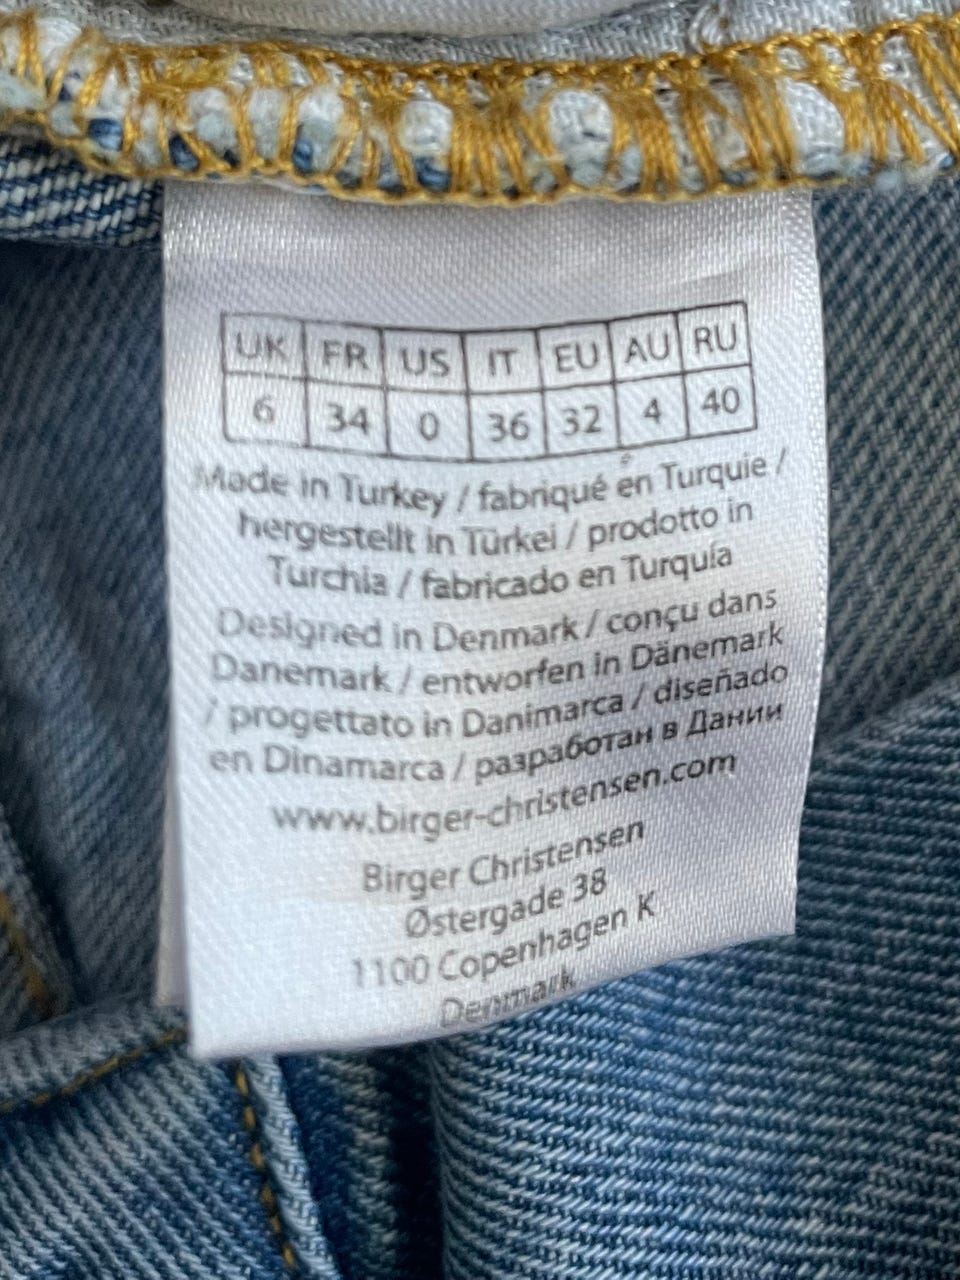 UK FR US IT EU AU RU
6 34 0 36 32 4 40
Made in Turkey / fabriqué en Turquie /
hergestellt in Türkei / prodotto in
Turchia / fabricado en Turquía
Designed in Denmark / conçu dans
Danemark / entworfen in Dänemark
/ progettato in Danimarca / diseñado
en Dinamarca / разработан в Дании
www.birger-christensen.com
Birger Christensen
Østergade 38
1100 Copenhagen K
Denmark